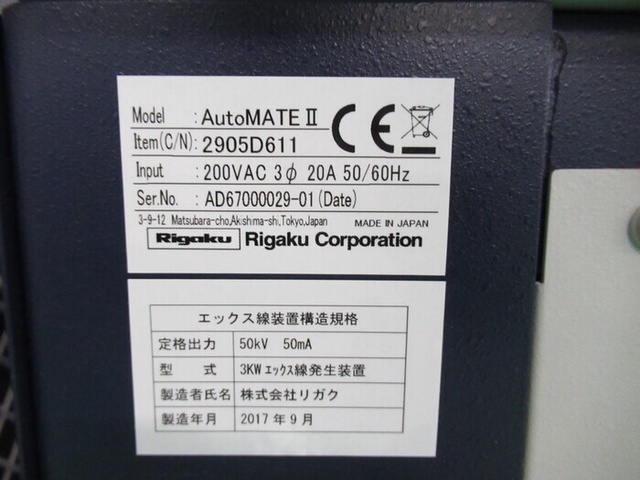 Model : AutoMATE II
Item(C/N): 2905D611
Input : 200VAC 3φ 20A 50/60Hz
Ser.No. : AD67000029-01(Date)
3-9-12 Matsubara-cho,Akishima-shi,Tokyo,Japan MADE IN JAPAN
Rigaku Rigaku Corporation
エックス線装置構造規格
定格出力 50kV 50mA
型 式 3KWエックス線発生装置
製造者氏名 株式会社リガク
製造年月 2017年9月